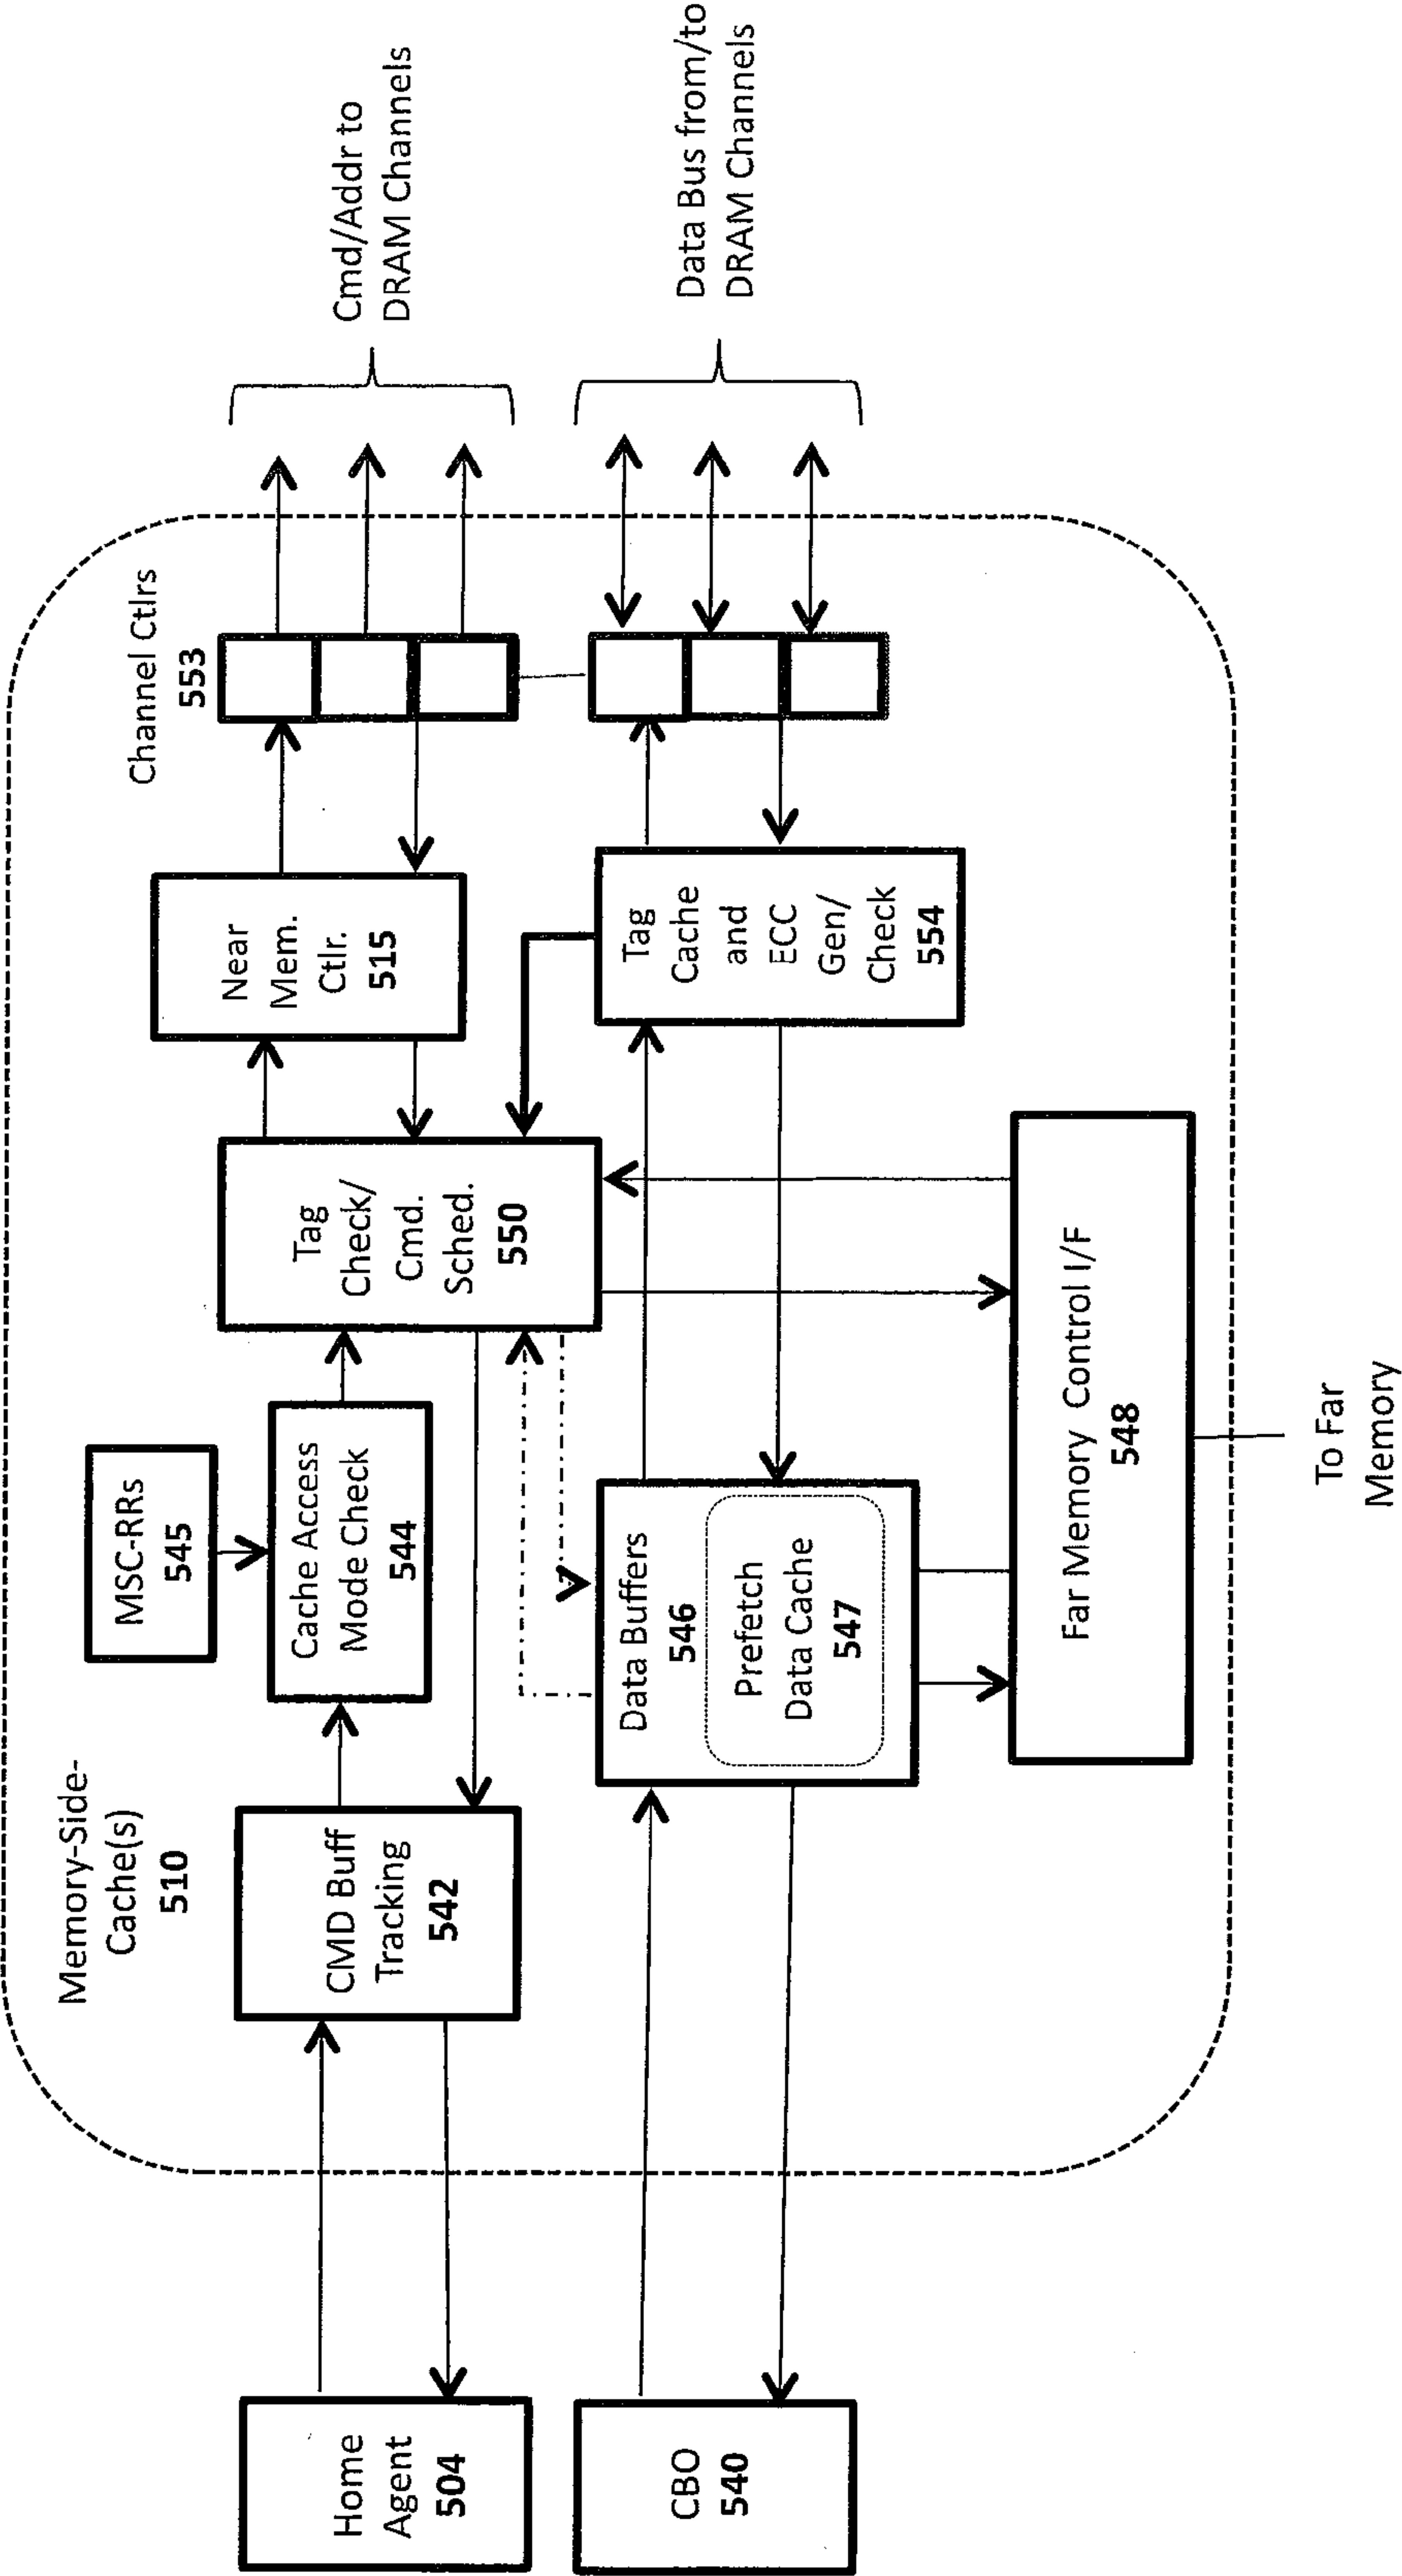 Memory-Side-
Cache(s)
510
MSC-RRs
545
Channel Ctlrs
553
Home
Agent
504
CMD Buff
Tracking
542
Cache Access
Mode Check
544
Tag
Check/
Cmd.
Sched.
550
Near
Mem.
Ctlr.
515
Cmd/Addr to
DRAM Channels
CBO
540
Data Buffers
546
Prefetch
Data Cache
547
Tag
Cache
and
ECC
Gen/
Check
554
Data Bus from/to
DRAM Channels
Far Memory Control I/F
548
To Far
Memory